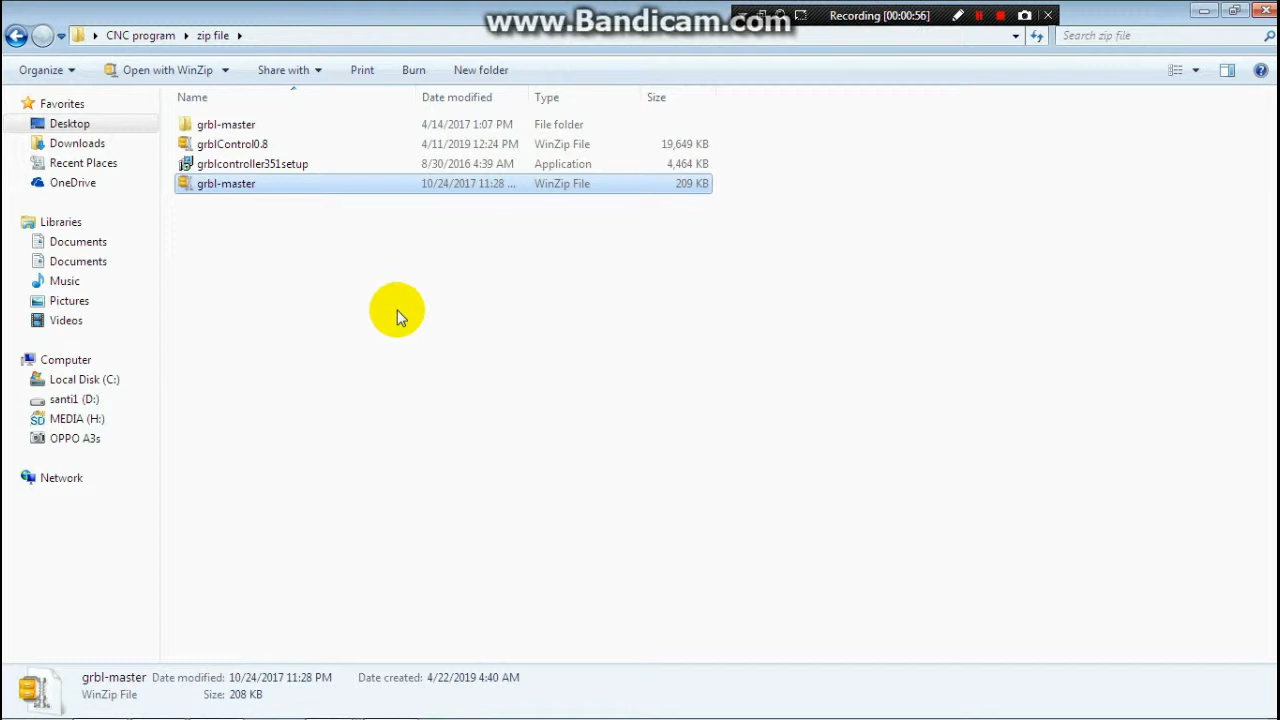 www.Bandicam.com
Recording [00:00:56]
CNC program
zip file
Search zip file
Organize
Open with WinZip
Share with
Print
Burn
New folder
Favorites
Desktop
Downloads
Recent Places
OneDrive
Libraries
Documents
Documents
Music
Pictures
Videos
Computer
Local Disk (C:)
santi1 (D:)
MEDIA (H:)
OPPO A3s
Network
Name Date modified Type Size
grbl-master 4/14/2017 1:07 PM File folder
grblControl0.8 4/11/2019 12:24 PM WinZip File 19,649 KB
grblcontroller351setup 8/30/2016 4:39 AM Application 4,464 KB
grbl-master 10/24/2017 11:28 ... WinZip File 209 KB
grbl-master Date modified: 10/24/2017 11:28 PM Date created: 4/22/2019 4:40 AM
WinZip File Size: 208 KB